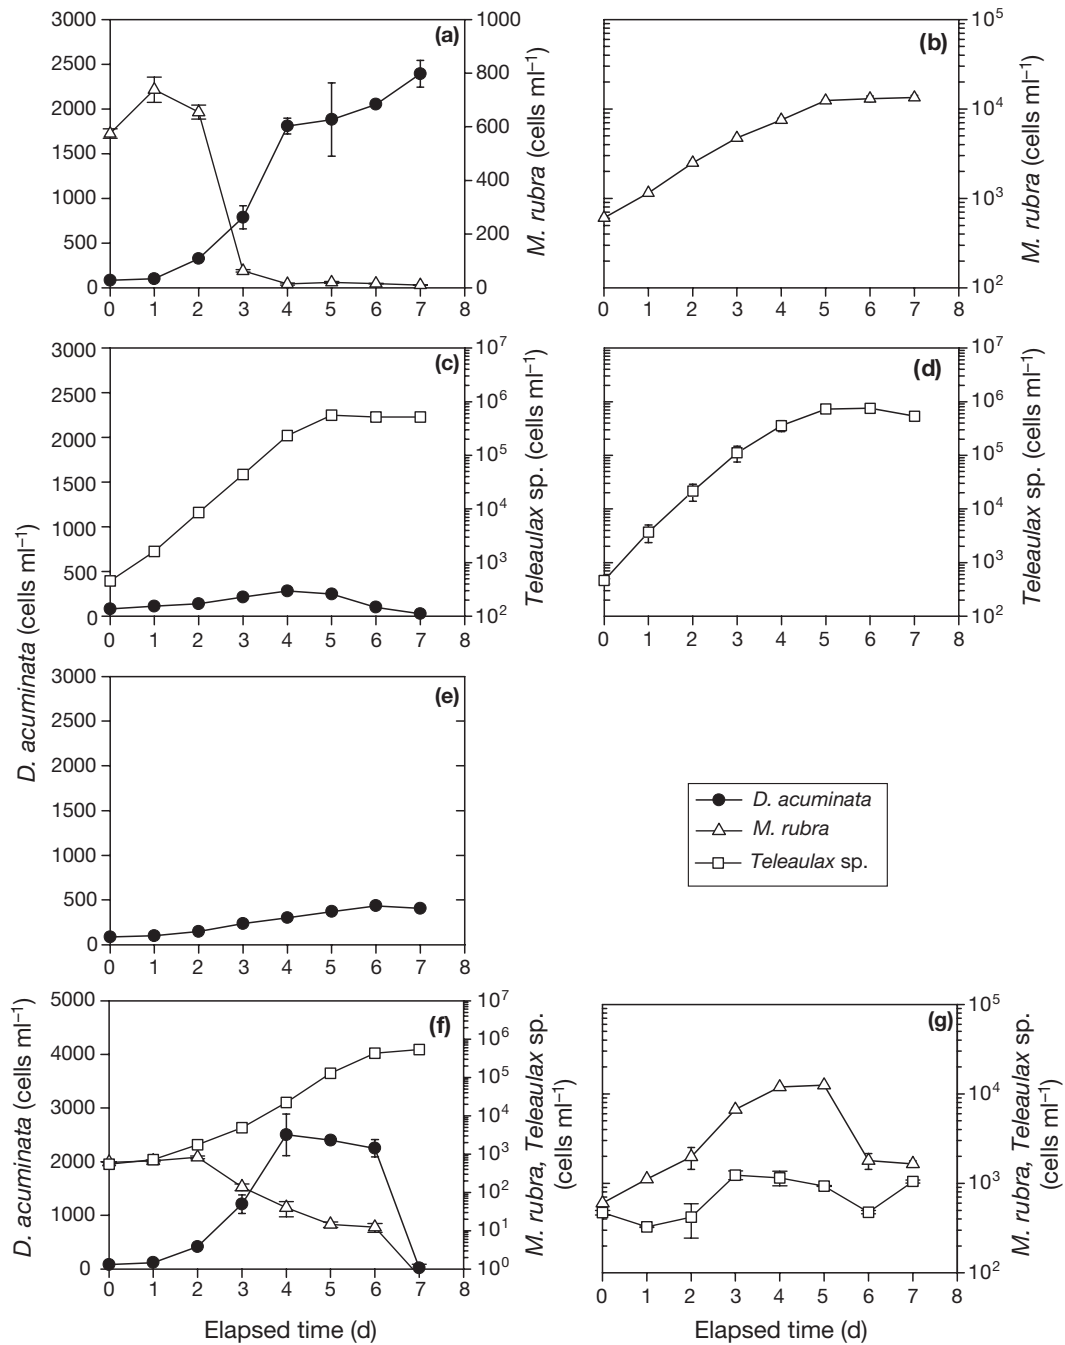 (a)
3000
2500
2000
1500
1000
500
0
1000
800
600
400
200
0
M. rubra (cells ml⁻¹)
0 1 2 3 4 5 6 7 8
(b)
10⁵
10⁴
10³
10²
M. rubra (cells ml⁻¹)
0 1 2 3 4 5 6 7 8
(c)
3000
2500
2000
1500
1000
500
0
10⁷
10⁶
10⁵
10⁴
10³
10²
Teleaulax sp. (cells ml⁻¹)
0 1 2 3 4 5 6 7 8
(d)
10⁷
10⁶
10⁵
10⁴
10³
10²
Teleaulax sp. (cells ml⁻¹)
0 1 2 3 4 5 6 7 8
D. acuminata (cells ml⁻¹)
(e)
3000
2500
2000
1500
1000
500
0
0 1 2 3 4 5 6 7 8
D. acuminata
M. rubra
Teleaulax sp.
D. acuminata (cells ml⁻¹)
(f)
5000
4000
3000
2000
1000
0
10⁷
10⁶
10⁵
10⁴
10³
10²
10¹
10⁰
M. rubra, Teleaulax sp.
(cells ml⁻¹)
0 1 2 3 4 5 6 7 8
Elapsed time (d)
(g)
10⁵
10⁴
10³
10²
M. rubra, Teleaulax sp.
(cells ml⁻¹)
0 1 2 3 4 5 6 7 8
Elapsed time (d)